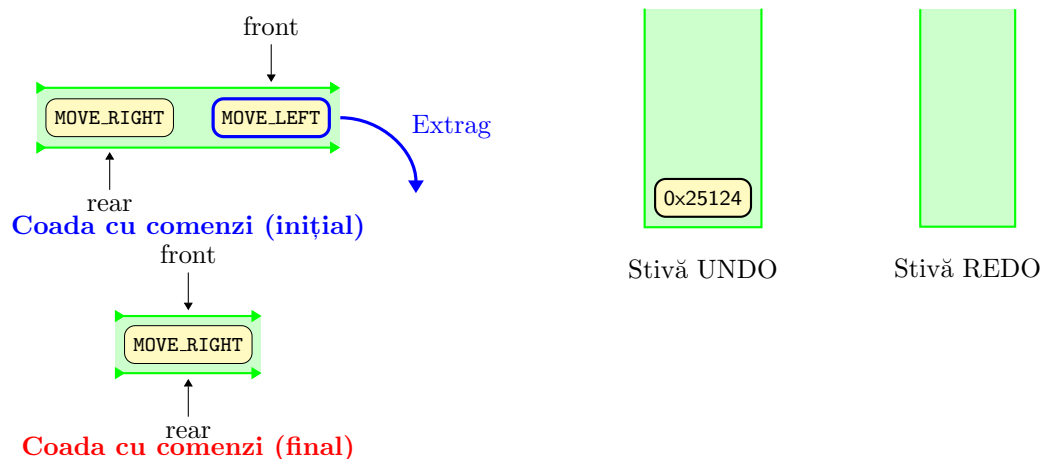 front
MOVE_RIGHT MOVE_LEFT
Extrag
rear
Coada cu comenzi (inițial)
front
MOVE_RIGHT
rear
Coada cu comenzi (final)
0x25124
Stivă UNDO
Stivă REDO